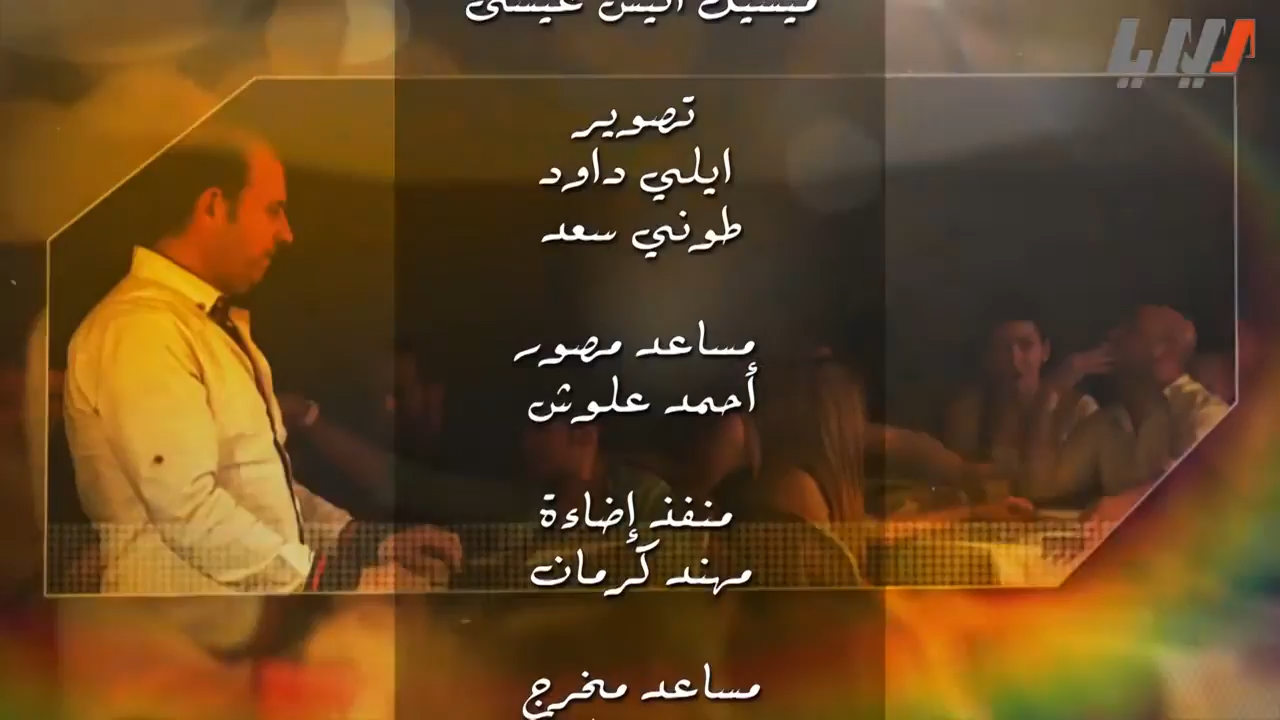 تصوير
ايلي داود
طوني سعد
مساعد مصور
أحمد علوش
منفذ إضاءة
مهند كرمان
مساعد مخرج